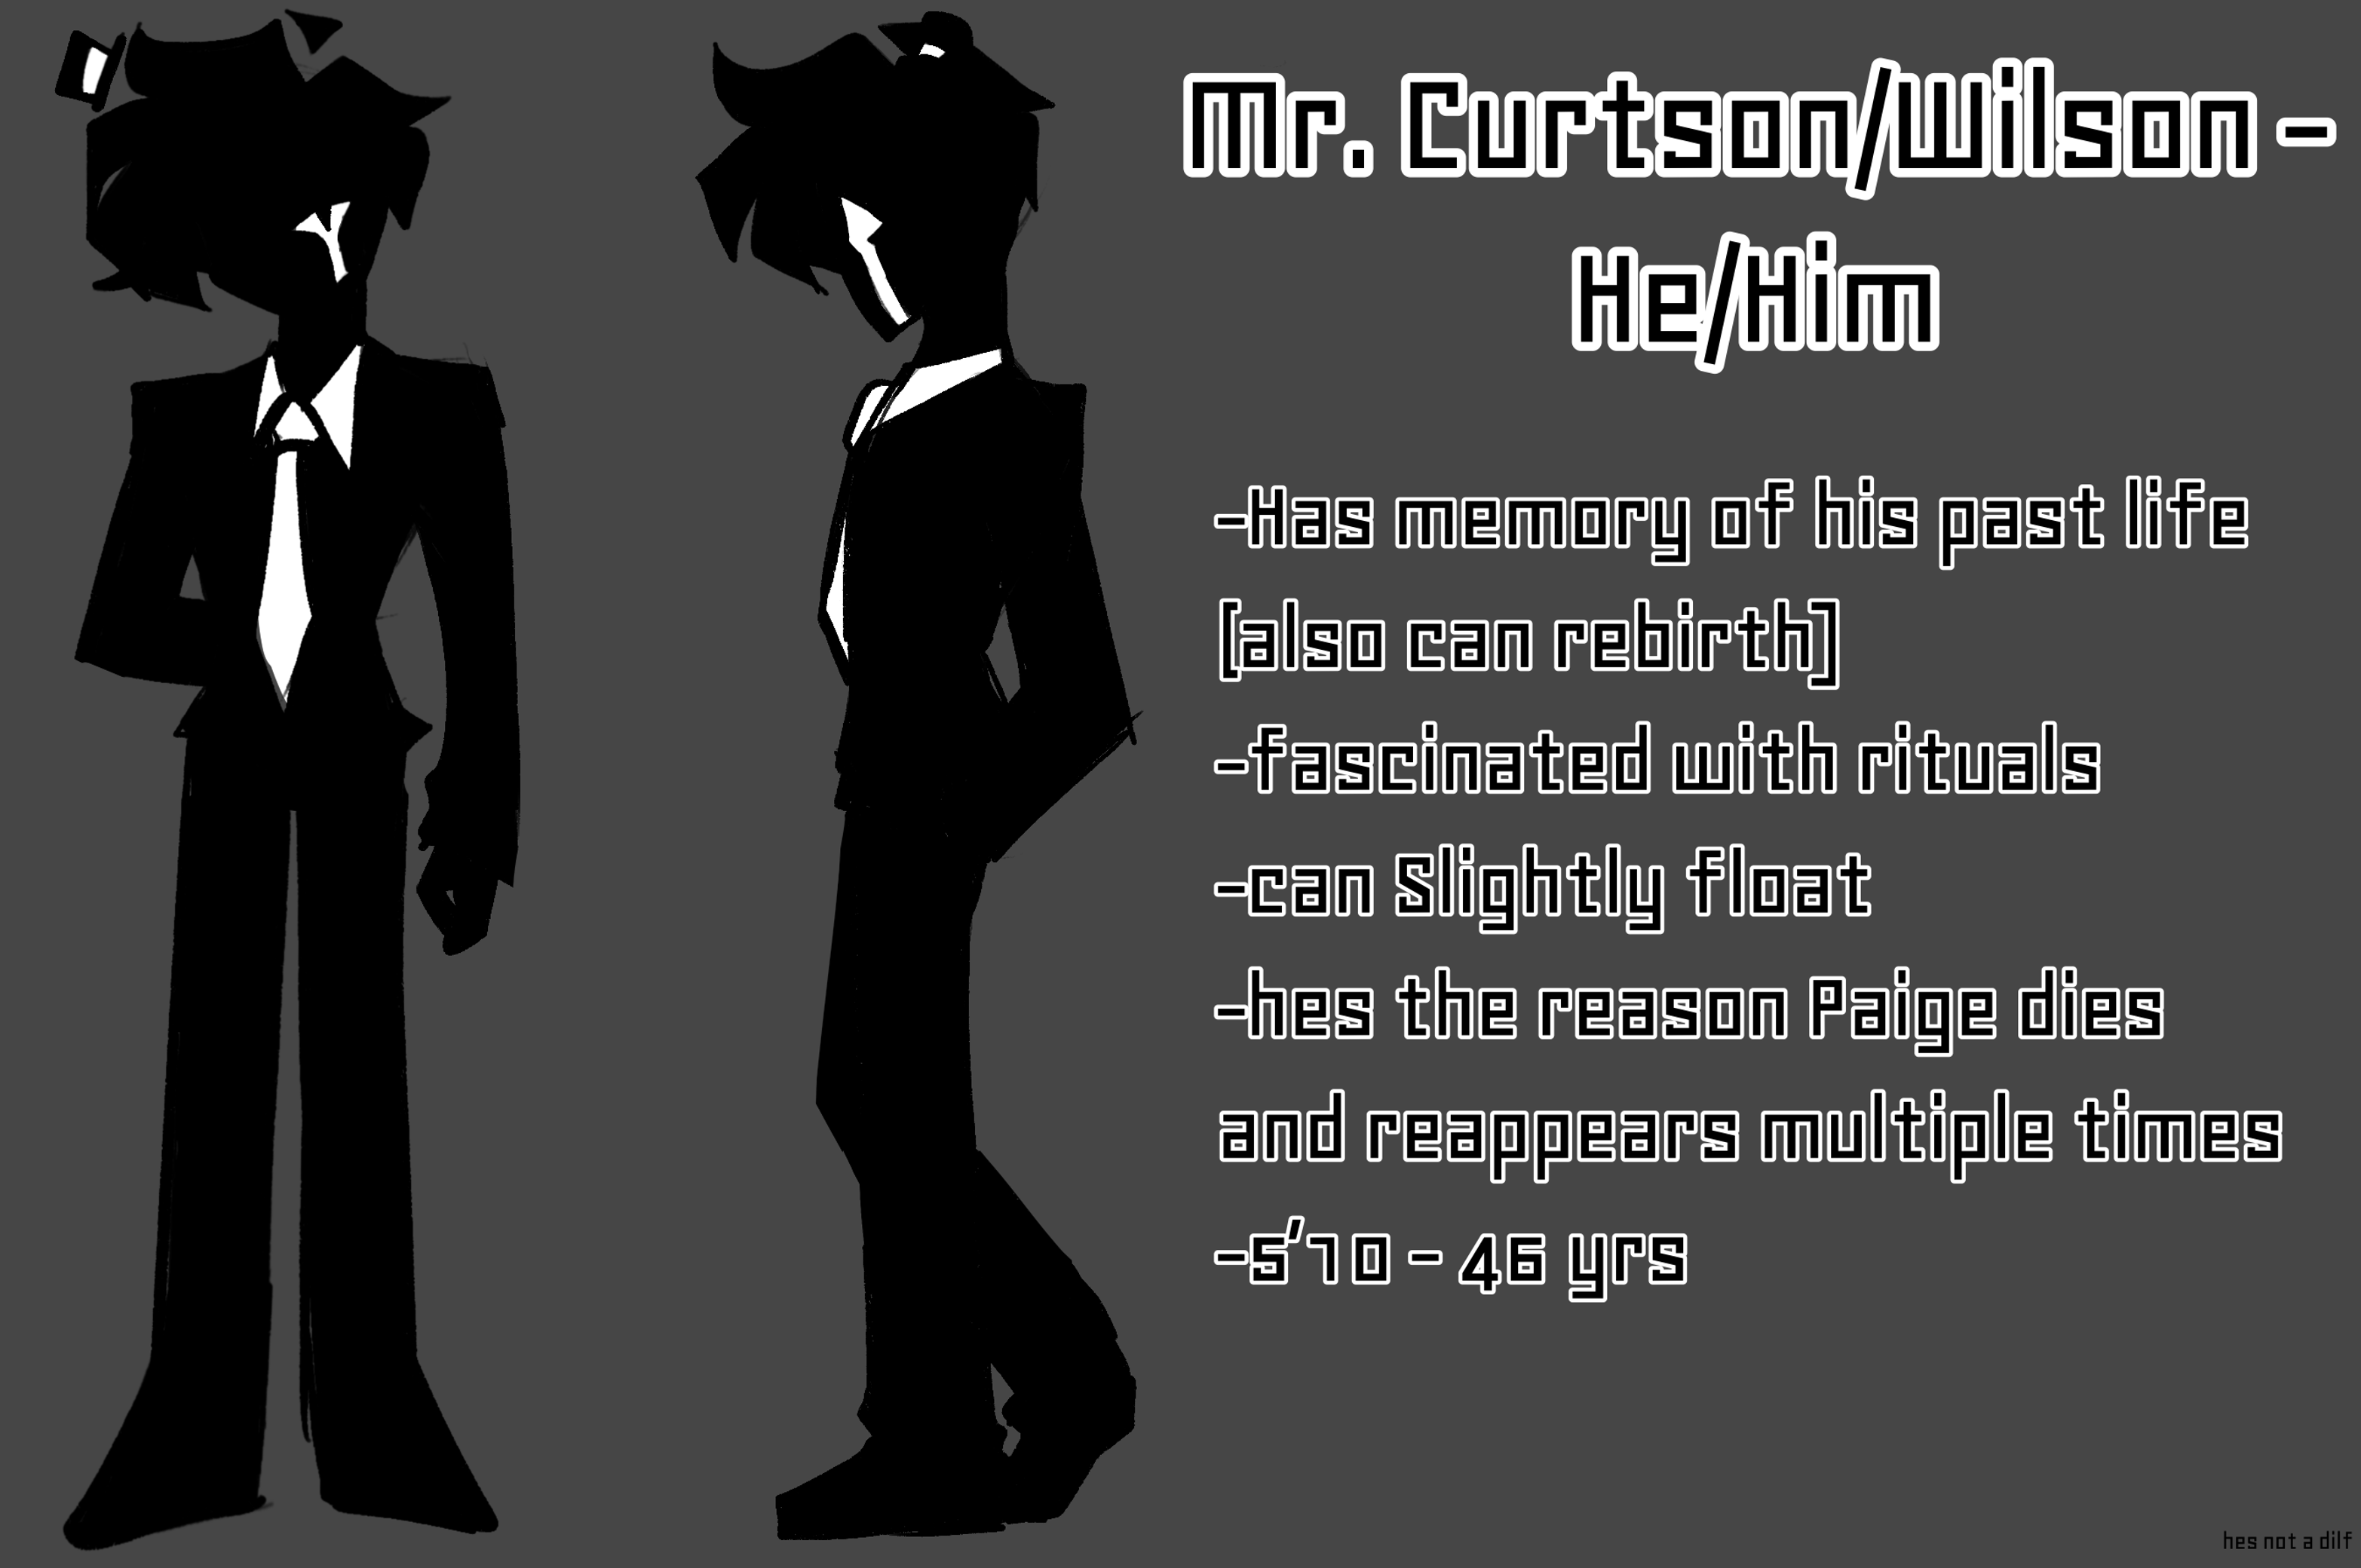 Mr. Curtson/Wilson -
He/Him
-Has memory of his past life
[also can rebirth]
-fascinated with rituals
-can Slightly float
-hes the reason Paige dies
and reappears multiple times
-5'10 - 46 yrs
hes not a dilf